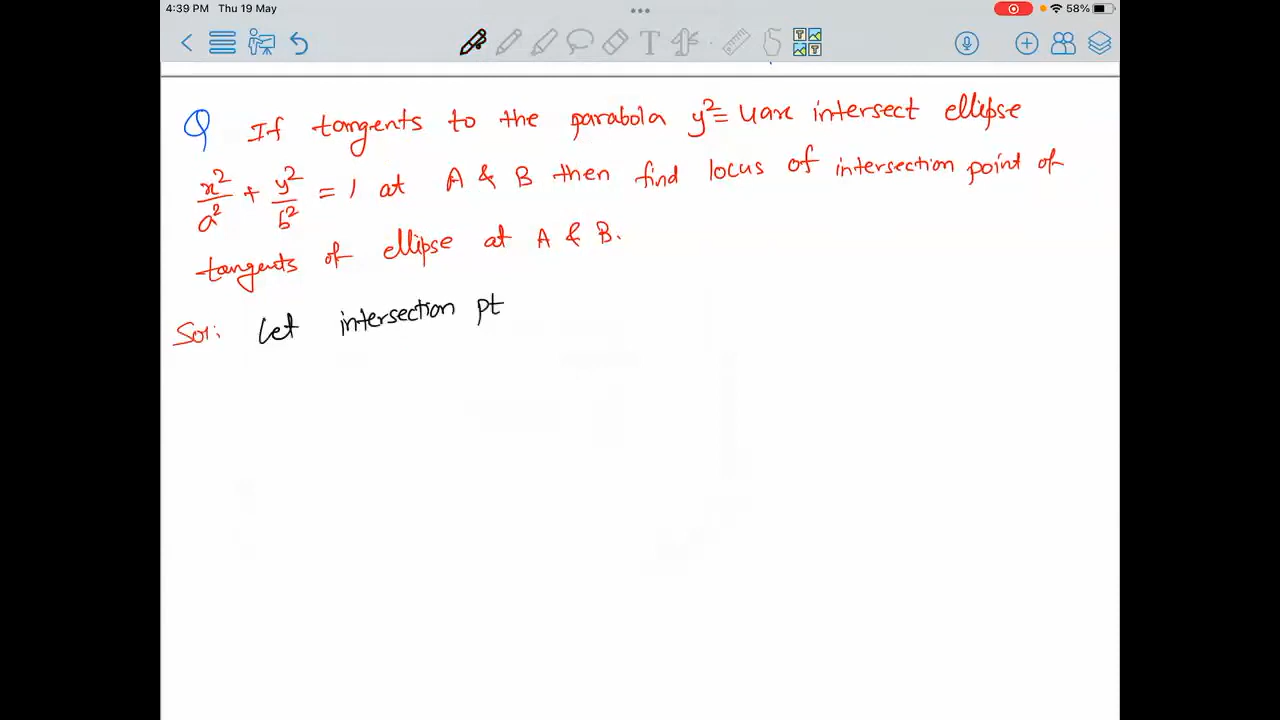 4:39 PM Thu 19 May
58%
Q If tangents to the parabola y² = 4ax intersect ellipse
x²/a² + y²/b² = 1 at A & B then find locus of intersection point of
tangents of ellipse at A & B.
Sol: Let intersection pt